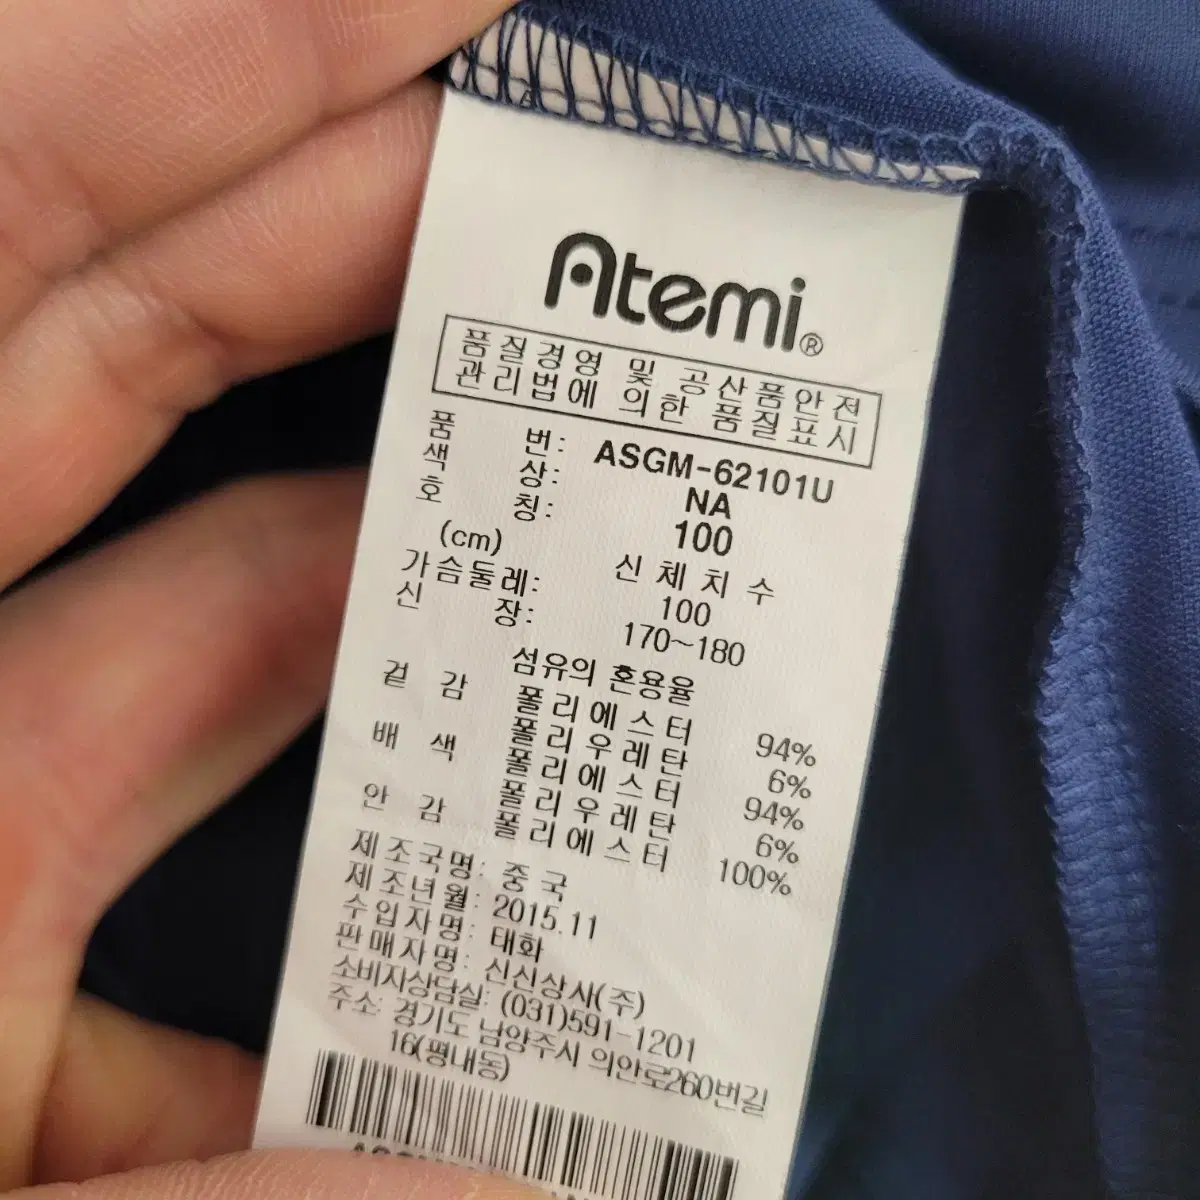 Atemi®
품질경영 및 공산품안전
관리법에 의한 품질표시
품 번: ASGM-62101U
색 상: NA
호 칭: 100
(cm) 신체치수
가슴둘레: 100
신 장: 170~180
섬유의 혼용율
겉 감 폴리에스터 94%
폴리우레탄 6%
배 색 폴리에스터 94%
폴리우레탄 6%
안 감 폴리에스터 100%
제조국명: 중국
제조년월: 2015.11
수입자명: 태화
판매자명: 신신상사(주)
소비자상담실: (031)591-1201
주소: 경기도 남양주시 의안로260번길
16(평내동)